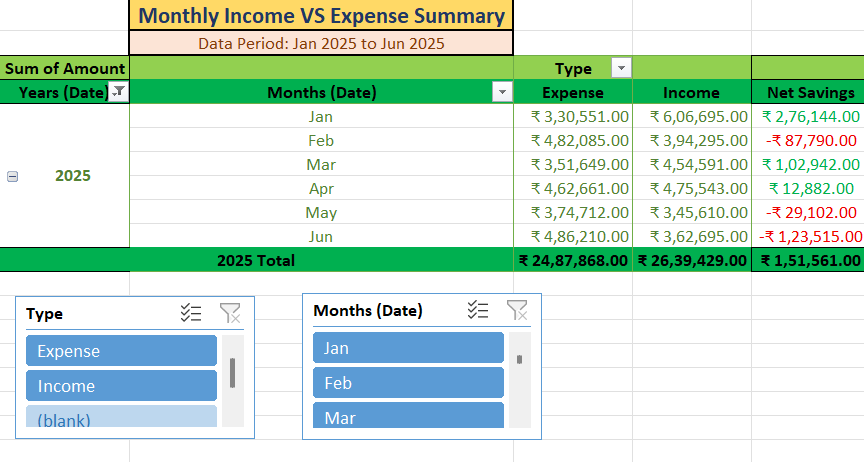 Monthly Income VS Expense Summary
Data Period: Jan 2025 to Jun 2025
Sum of Amount Type
Years (Date) Months (Date) Expense Income Net Savings
Jan ₹ 3,30,551.00 ₹ 6,06,695.00 ₹ 2,76,144.00
Feb ₹ 4,82,085.00 ₹ 3,94,295.00 -₹ 87,790.00
Mar ₹ 3,51,649.00 ₹ 4,54,591.00 ₹ 1,02,942.00
2025 Apr ₹ 4,62,661.00 ₹ 4,75,543.00 ₹ 12,882.00
May ₹ 3,74,712.00 ₹ 3,45,610.00 -₹ 29,102.00
Jun ₹ 4,86,210.00 ₹ 3,62,695.00 -₹ 1,23,515.00
2025 Total ₹ 24,87,868.00 ₹ 26,39,429.00 ₹ 1,51,561.00
Type
Expense
Income
(blank)
Months (Date)
Jan
Feb
Mar